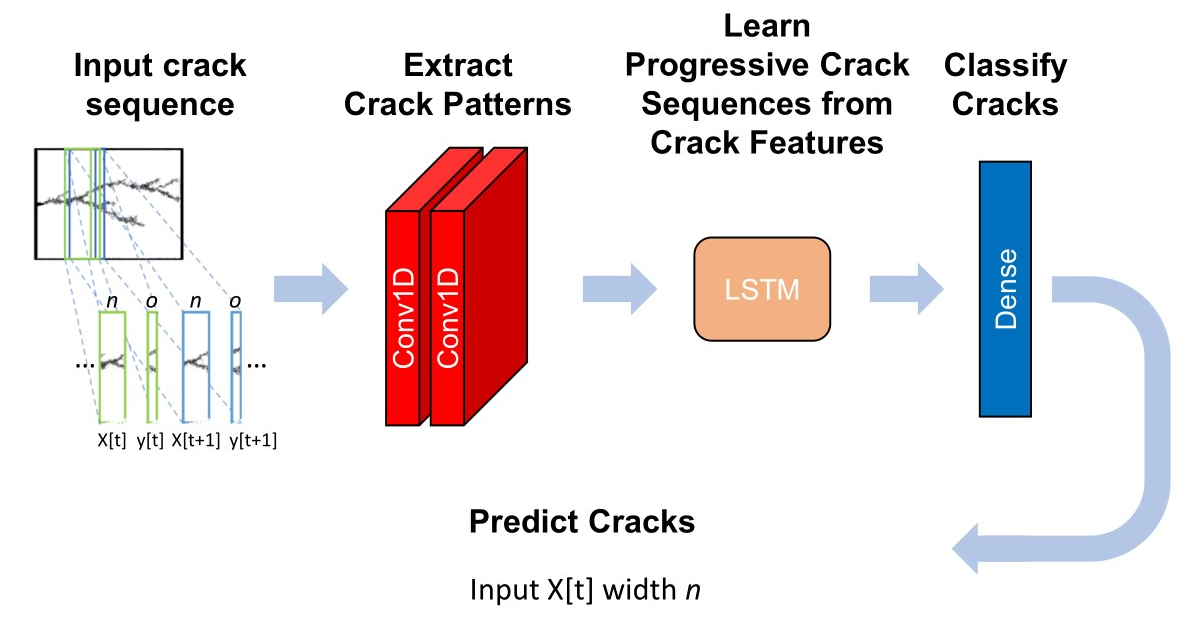 Input crack
sequence
Extract
Crack Patterns
Learn
Progressive Crack
Sequences from
Crack Features
Classify
Cracks
n o n o
... ...
X[t] y[t] X[t+1] y[t+1]
Conv1D
Conv1D
LSTM
Dense
Predict Cracks
Input X[t] width n